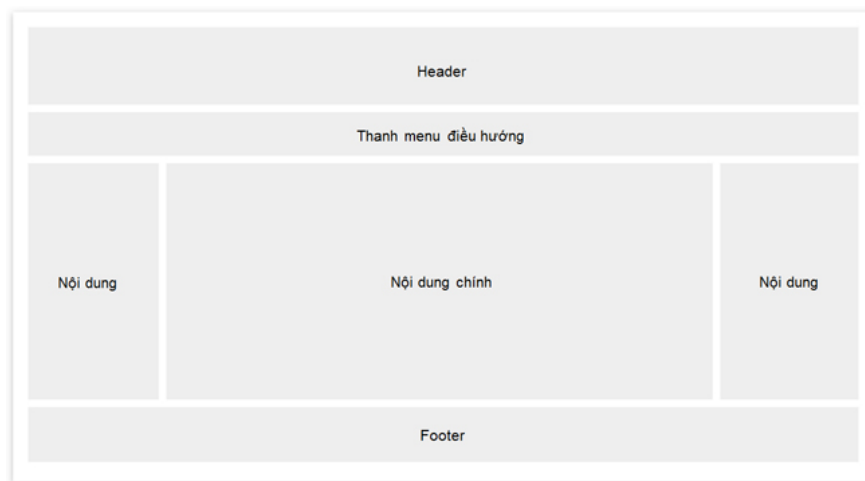 Header
Thanh menu điều hướng
Nội dung
Nội dung chính
Nội dung
Footer